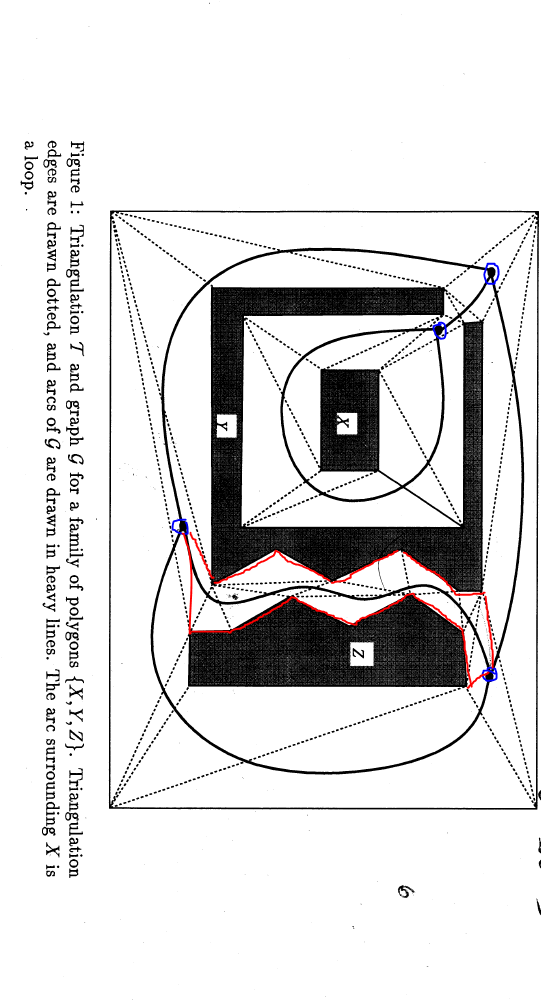 Y
X
Z
Figure 1: Triangulation 𝒯 and graph 𝒢 for a family of polygons {X,Y,Z}. Triangulation
edges are drawn dotted, and arcs of 𝒢 are drawn in heavy lines. The arc surrounding X is
a loop.